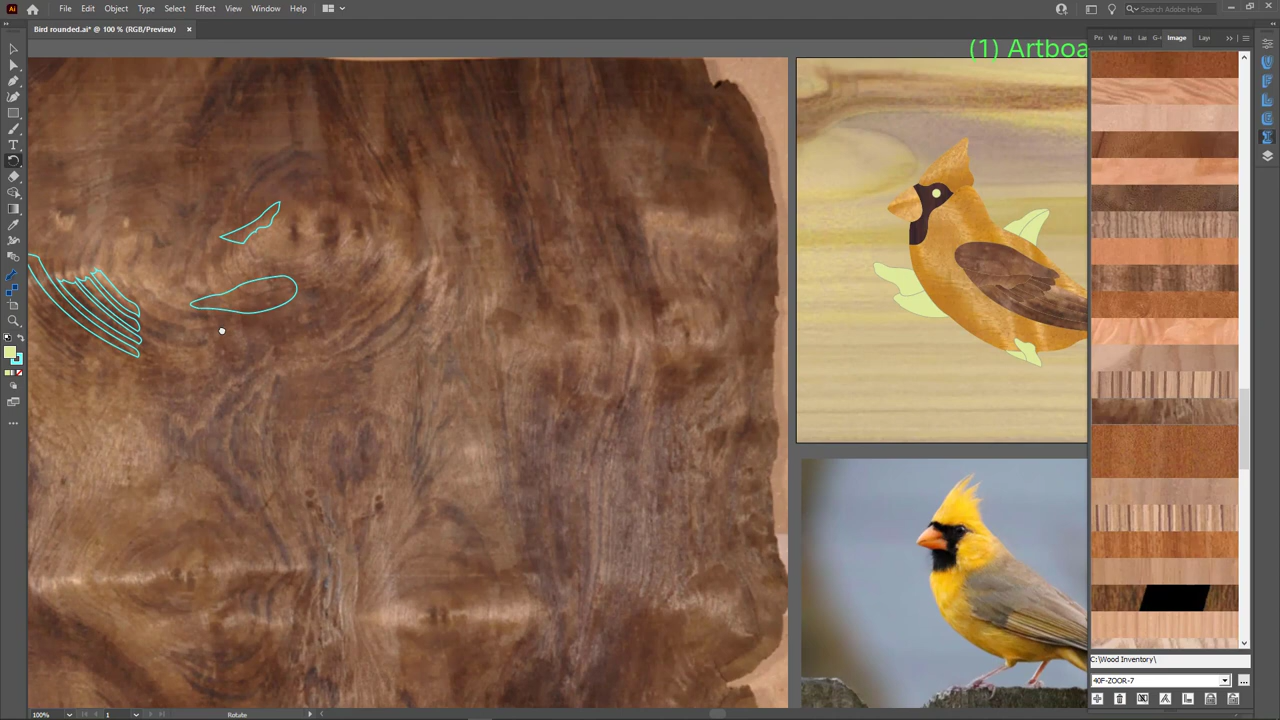 Ai File Edit Object Type Select Effect View Window Help Search Adobe Help
Bird rounded.ai* @ 100 % (RGB/Preview)
(1) Artboa
Image
C:\Wood Inventory\
40F-ZOOR-7
100% 1 Rotate